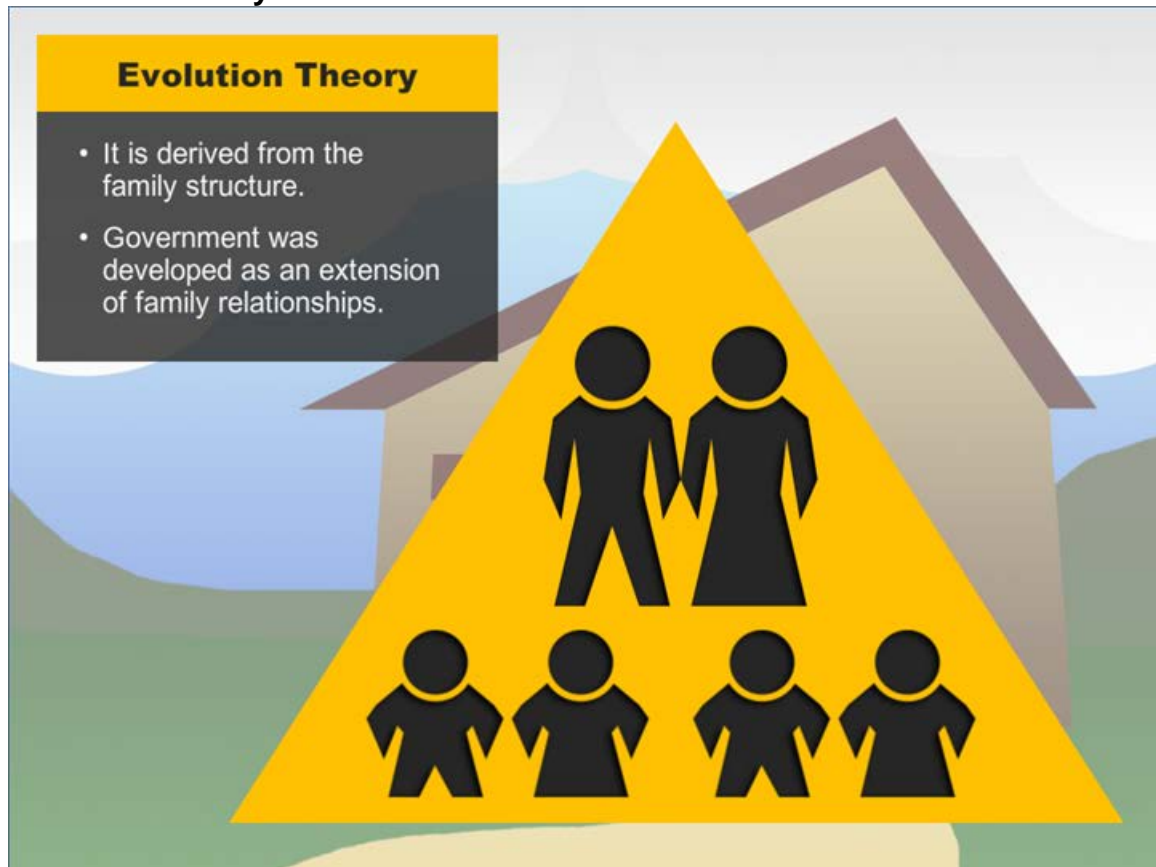 Evolution Theory
• It is derived from the
family structure.
• Government was
developed as an extension
of family relationships.